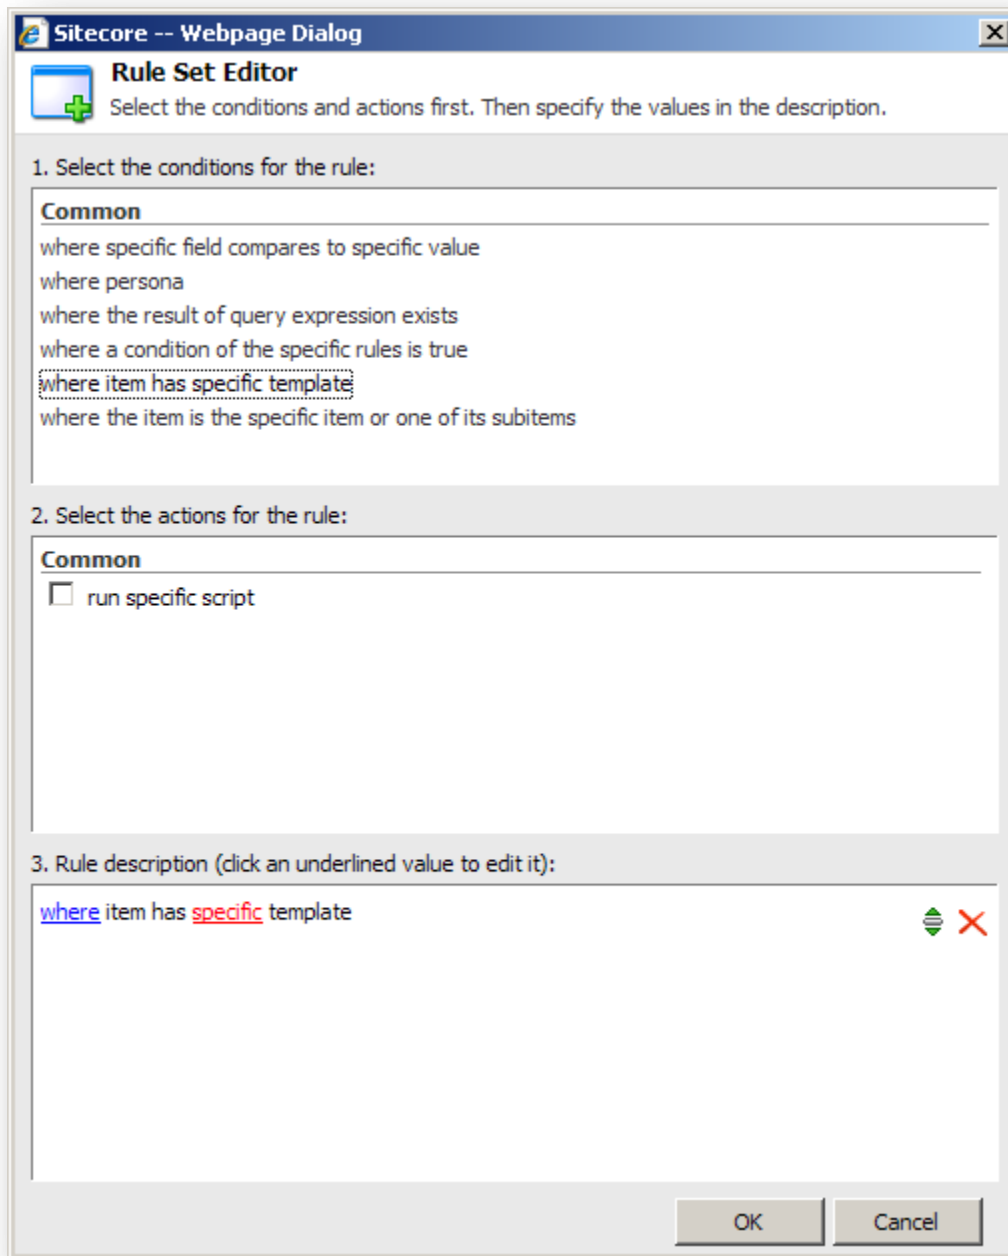 Sitecore -- Webpage Dialog
Rule Set Editor
Select the conditions and actions first. Then specify the values in the description.
1. Select the conditions for the rule:
Common
where specific field compares to specific value
where persona
where the result of query expression exists
where a condition of the specific rules is true
where item has specific template
where the item is the specific item or one of its subitems
2. Select the actions for the rule:
Common
run specific script
3. Rule description (click an underlined value to edit it):
where item has specific template
OK Cancel